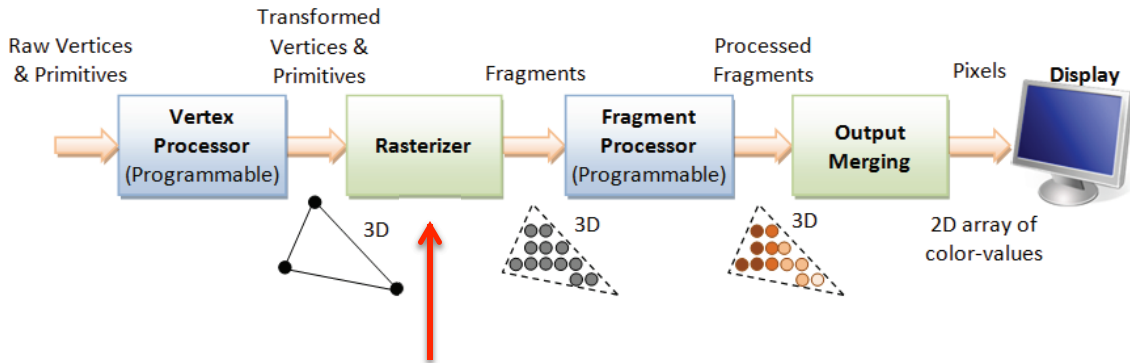 Raw Vertices
& Primitives
Transformed
Vertices &
Primitives
Fragments
Processed
Fragments
Pixels
Display
Vertex
Processor
(Programmable)
Rasterizer
Fragment
Processor
(Programmable)
Output
Merging
3D
3D
3D
2D array of
color-values